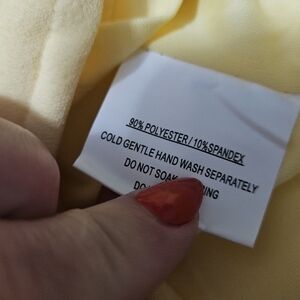 90% POLYESTER / 10%SPANDEX
COLD GENTLE HAND WASH SEPARATELY
DO NOT SOAK
DO